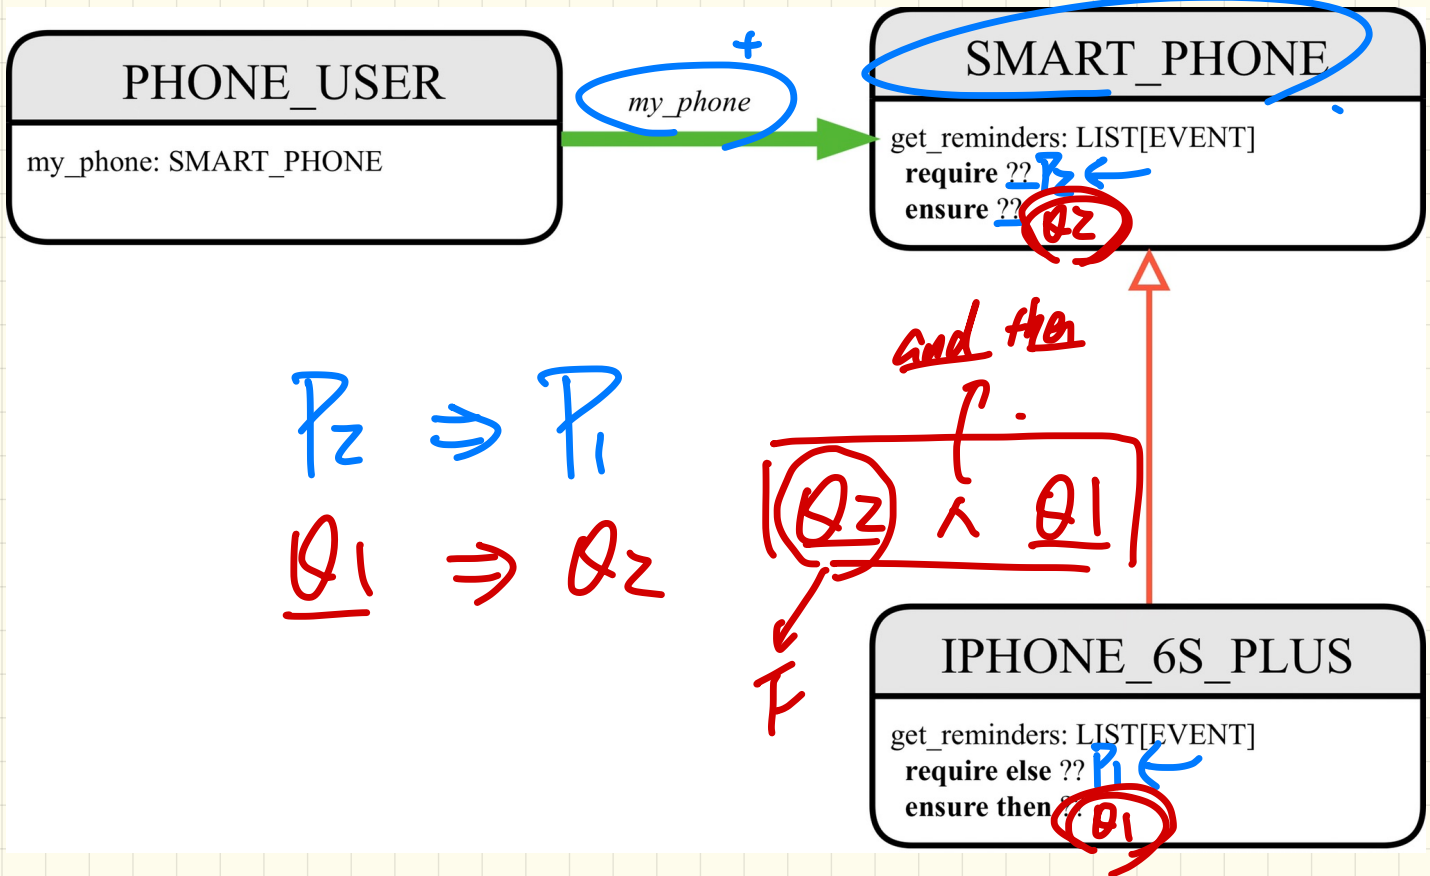 PHONE_USER
my_phone: SMART_PHONE
+
my_phone
SMART_PHONE
get_reminders: LIST[EVENT]
require ?? P2 ←
ensure ?? Q2
and then
P2 ⇒ P1
Q2 ∧ Q1
Q1 ⇒ Q2
F
IPHONE_6S_PLUS
get_reminders: LIST[EVENT]
require else ?? P1 ←
ensure then ?? Q1